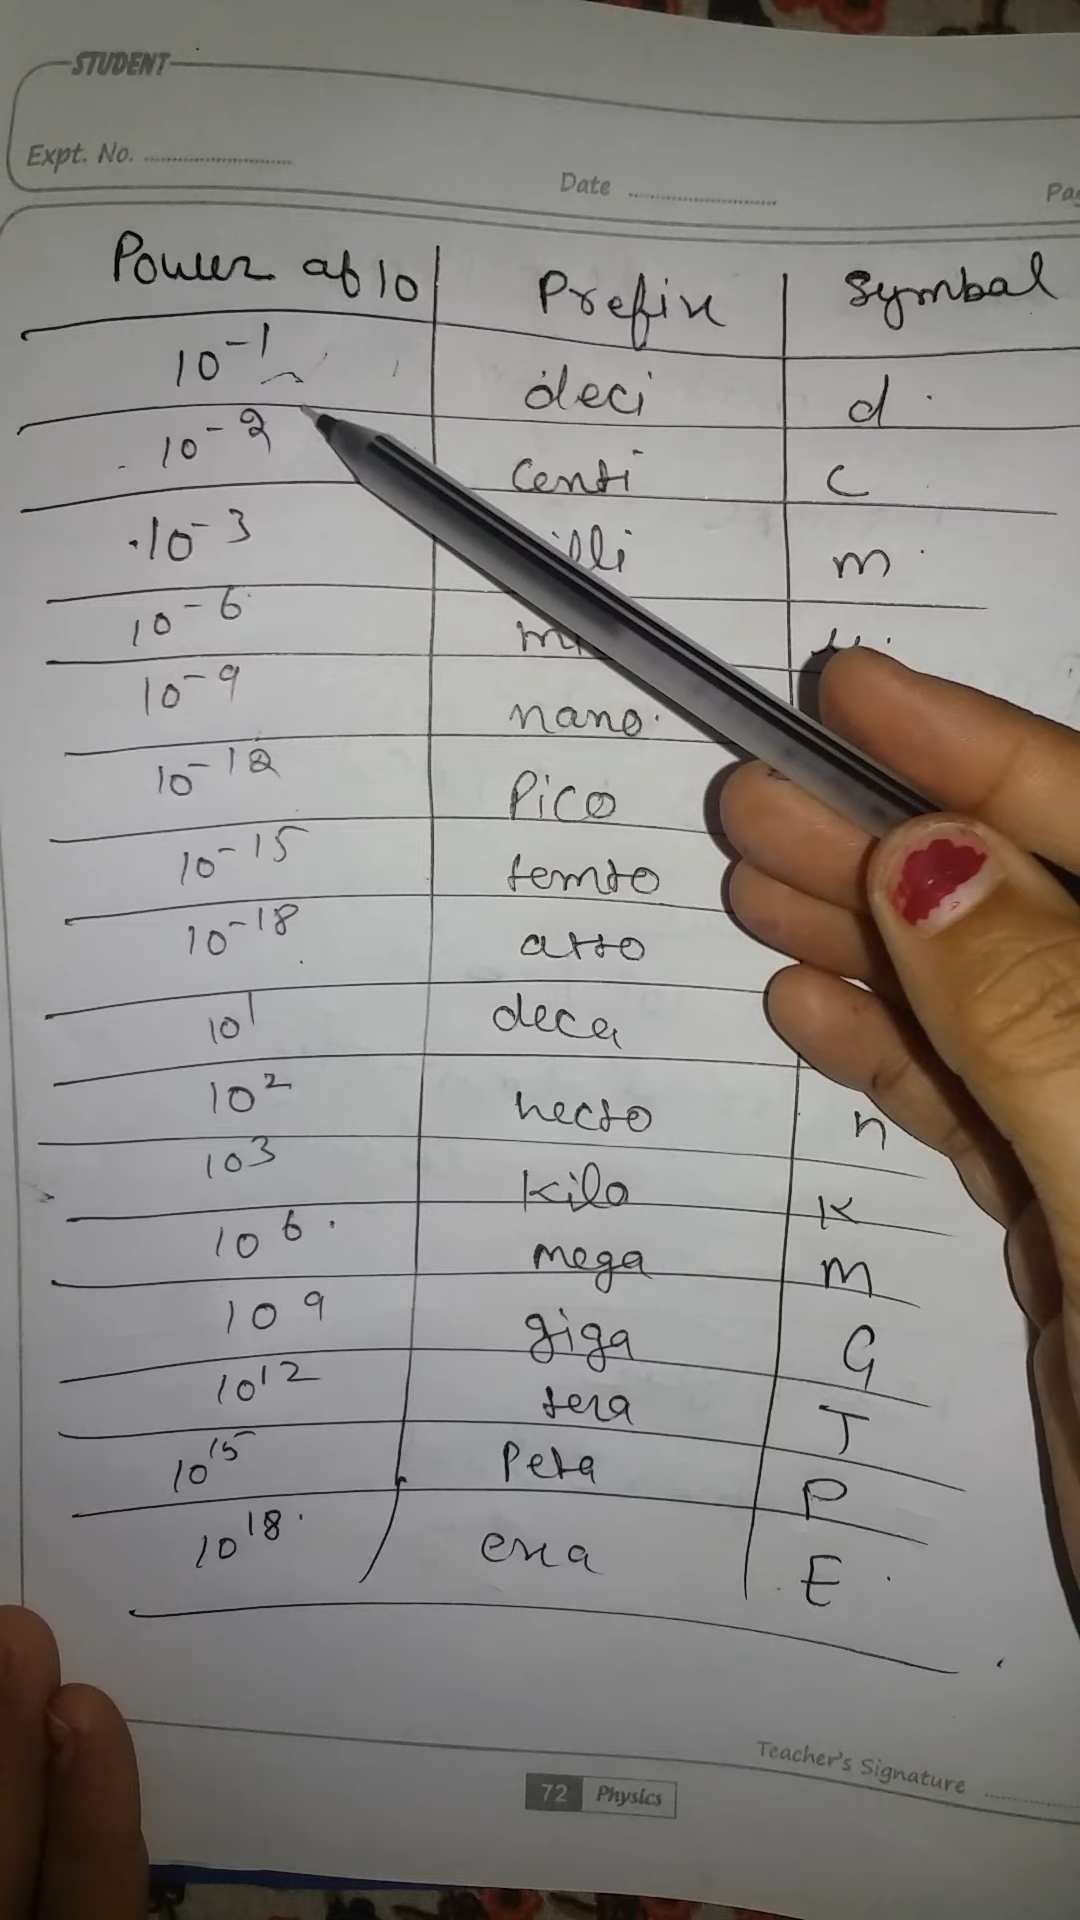 STUDENT
Expt. No.
Date
Power of 10 Prefix Symbol
10⁻¹ deci d
10⁻² centi c
10⁻³ m
10⁻⁶ μ
10⁻⁹ nano
10⁻¹² Pico
10⁻¹⁵ femto
10⁻¹⁸ atto
10¹ deca
10² hecto h
10³ kilo K
10⁶ mega M
10⁹ giga G
10¹² tera T
10¹⁵ Peta P
10¹⁸ exa E
Teacher's Signature
72 Physics